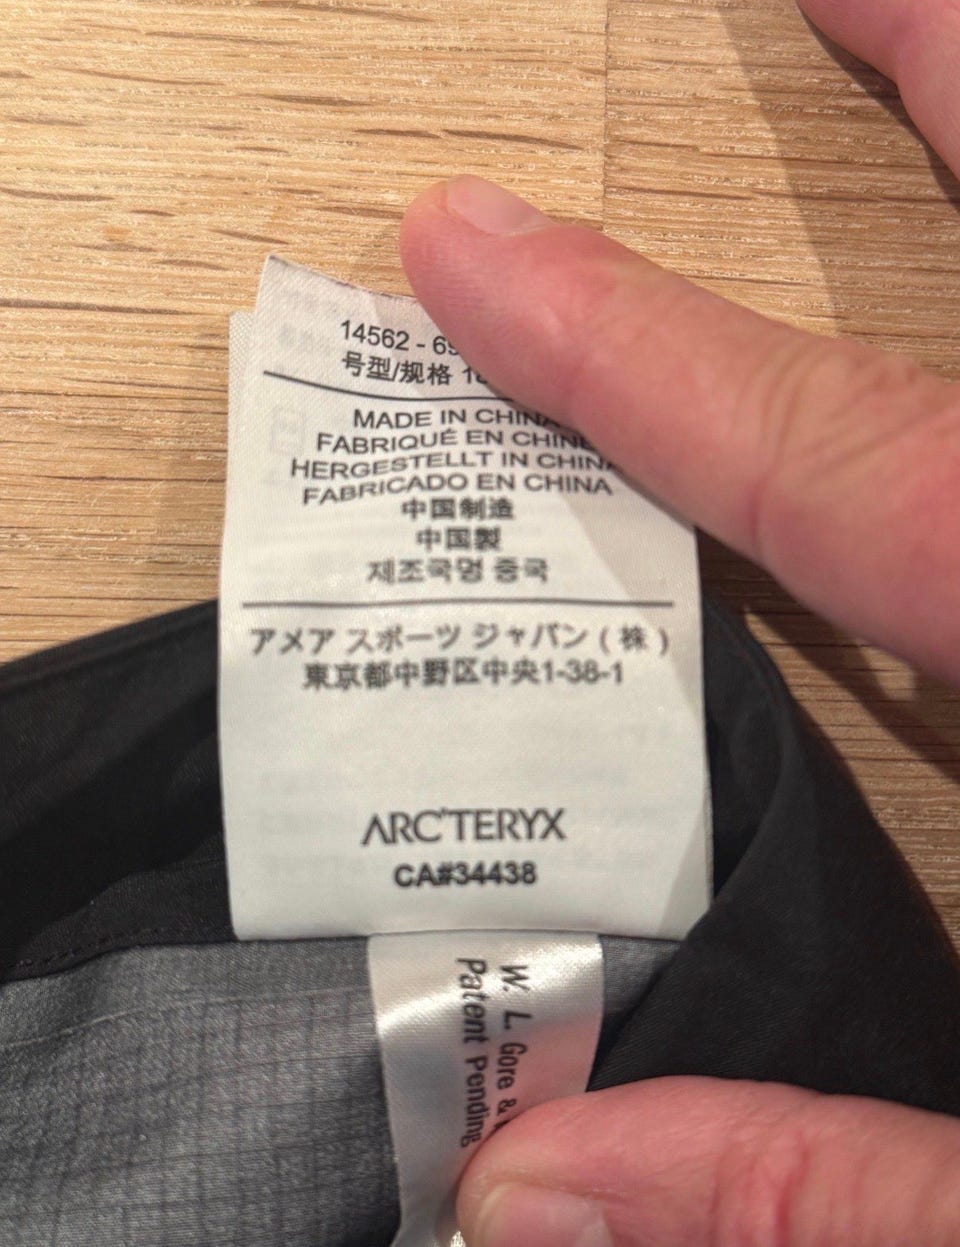 14562 - 69
号型/规格 18
MADE IN CHINA
FABRIQUÉ EN CHINE
HERGESTELLT IN CHINA
FABRICADO EN CHINA
中国制造
中国製
제조국명 중국
アメア スポーツ ジャパン ( 株 )
東京都中野区中央1-38-1
ARC'TERYX
CA#34438
W. L. Gore &
Patent Pending